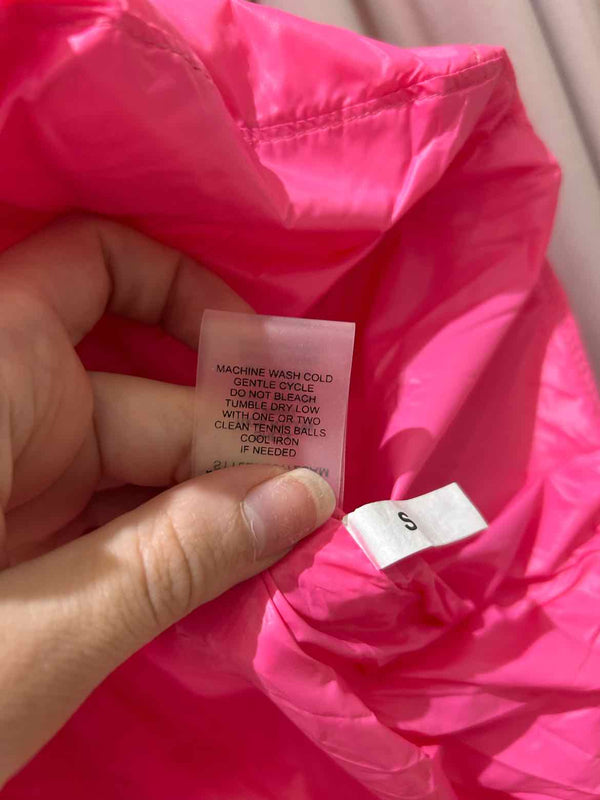 MACHINE WASH COLD
GENTLE CYCLE
DO NOT BLEACH
TUMBLE DRY LOW
WITH ONE OR TWO
CLEAN TENNIS BALLS
COOL IRON
IF NEEDED
S